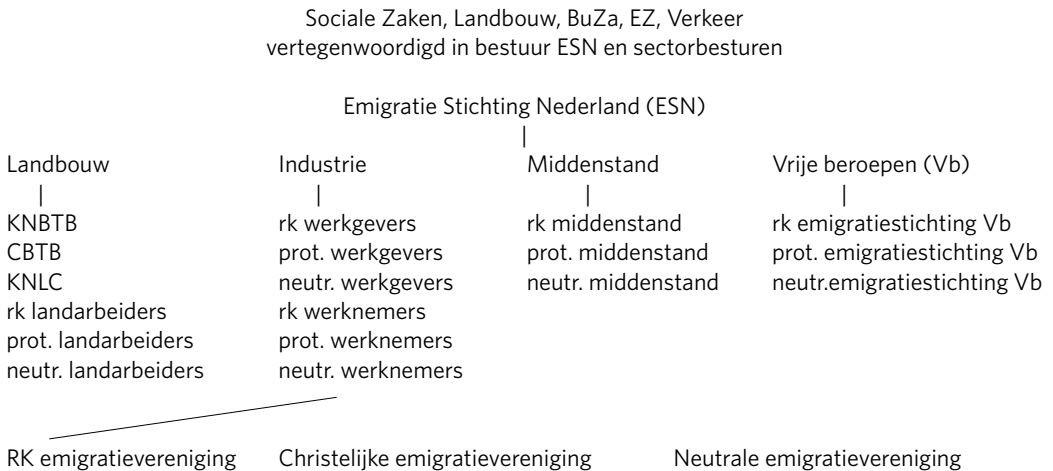 Sociale Zaken, Landbouw, BuZa, EZ, Verkeer
vertegenwoordigd in bestuur ESN en sectorbesturen
Emigratie Stichting Nederland (ESN)
Landbouw Industrie Middenstand Vrije beroepen (Vb)
KNBTB rk werkgevers rk middenstand rk emigratiestichting Vb
CBTB prot. werkgevers prot. middenstand prot. emigratiestichting Vb
KNLC neutr. werkgevers neutr. middenstand neutr.emigratiestichting Vb
rk landarbeiders rk werknemers
prot. landarbeiders prot. werknemers
neutr. landarbeiders neutr. werknemers
RK emigratievereniging Christelijke emigratievereniging Neutrale emigratievereniging